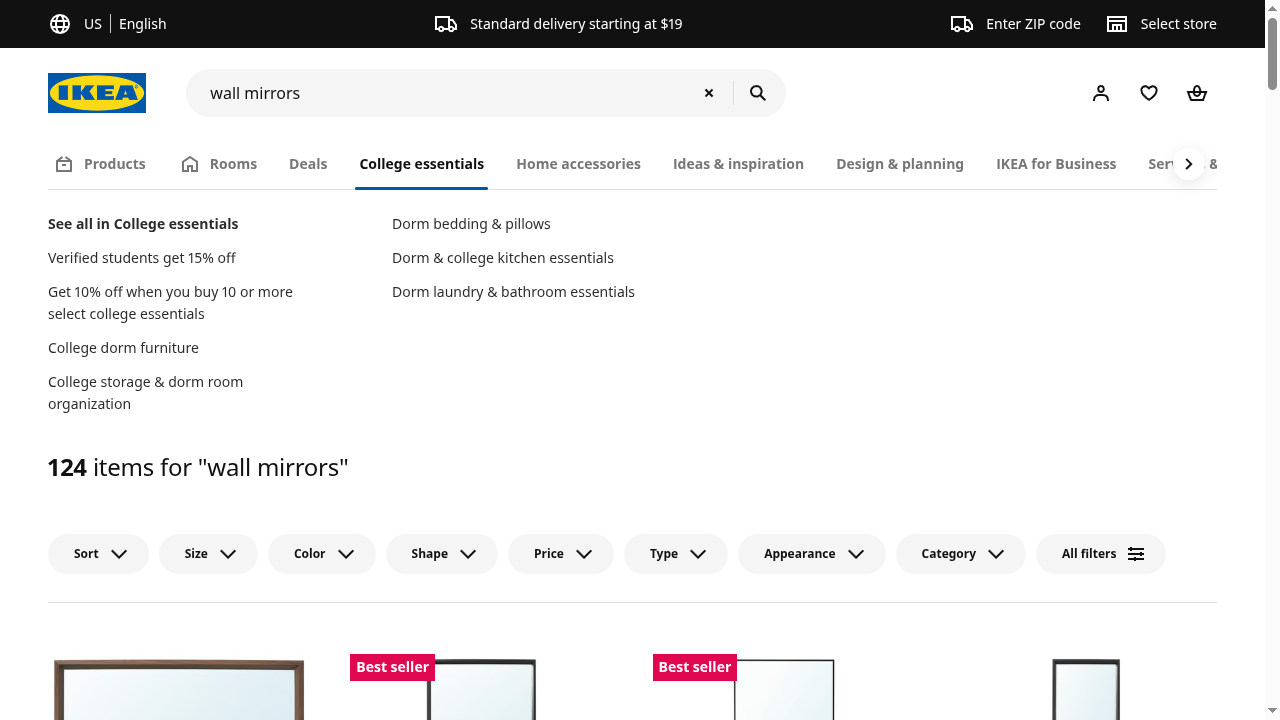 US English
Standard delivery starting at $19
Enter ZIP code
Select store
IKEA
wall mirrors
Products
Rooms
Deals
College essentials
Home accessories
Ideas & inspiration
Design & planning
IKEA for Business
&
See all in College essentials
Verified students get 15% off
Get 10% off when you buy 10 or more
select college essentials
College dorm furniture
College storage & dorm room
organization
Dorm bedding & pillows
Dorm & college kitchen essentials
Dorm laundry & bathroom essentials
124 items for "wall mirrors"
Sort
Size
Color
Shape
Price
Type
Appearance
Category
All filters
Best seller
Best seller